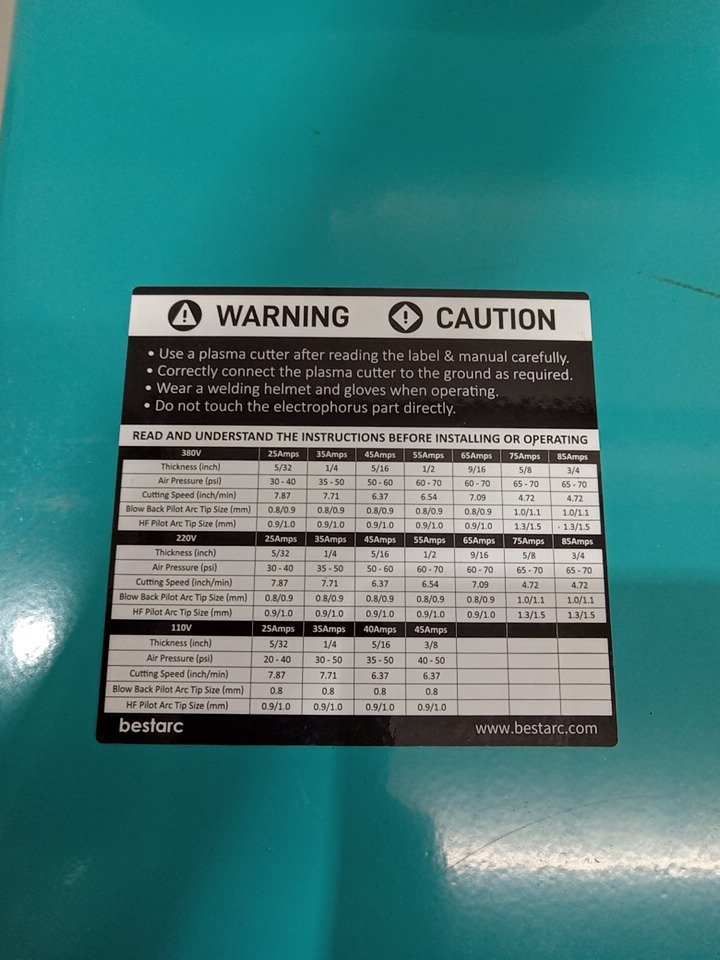 WARNING CAUTION
• Use a plasma cutter after reading the label & manual carefully.
• Correctly connect the plasma cutter to the ground as required.
• Wear a welding helmet and gloves when operating.
• Do not touch the electrophorus part directly.
READ AND UNDERSTAND THE INSTRUCTIONS BEFORE INSTALLING OR OPERATING
380V 25Amps 35Amps 45Amps 55Amps 65Amps 75Amps 85Amps
Thickness (inch) 5/32 1/4 5/16 1/2 9/16 5/8 3/4
Air Pressure (psi) 30 - 40 35 - 50 50 - 60 60 - 70 60 - 70 65 - 70 65 - 70
Cutting Speed (inch/min) 7.87 7.71 6.37 6.54 7.09 4.72 4.72
Blow Back Pilot Arc Tip Size (mm) 0.8/0.9 0.8/0.9 0.8/0.9 0.8/0.9 0.8/0.9 1.0/1.1 1.0/1.1
HF Pilot Arc Tip Size (mm) 0.9/1.0 0.9/1.0 0.9/1.0 0.9/1.0 0.9/1.0 1.3/1.5 1.3/1.5
220V 25Amps 35Amps 45Amps 55Amps 65Amps 75Amps 85Amps
Thickness (inch) 5/32 1/4 5/16 1/2 9/16 5/8 3/4
Air Pressure (psi) 30 - 40 35 - 50 50 - 60 60 - 70 60 - 70 65 - 70 65 - 70
Cutting Speed (inch/min) 7.87 7.71 6.37 6.54 7.09 4.72 4.72
Blow Back Pilot Arc Tip Size (mm) 0.8/0.9 0.8/0.9 0.8/0.9 0.8/0.9 0.8/0.9 1.0/1.1 1.0/1.1
HF Pilot Arc Tip Size (mm) 0.9/1.0 0.9/1.0 0.9/1.0 0.9/1.0 0.9/1.0 1.3/1.5 1.3/1.5
110V 25Amps 35Amps 40Amps 45Amps
Thickness (inch) 5/32 1/4 5/16 3/8
Air Pressure (psi) 20 - 40 30 - 50 35 - 50 40 - 50
Cutting Speed (inch/min) 7.87 7.71 6.37 6.37
Blow Back Pilot Arc Tip Size (mm) 0.8 0.8 0.8 0.8
HF Pilot Arc Tip Size (mm) 0.9/1.0 0.9/1.0 0.9/1.0 0.9/1.0
bestarc www.bestarc.com